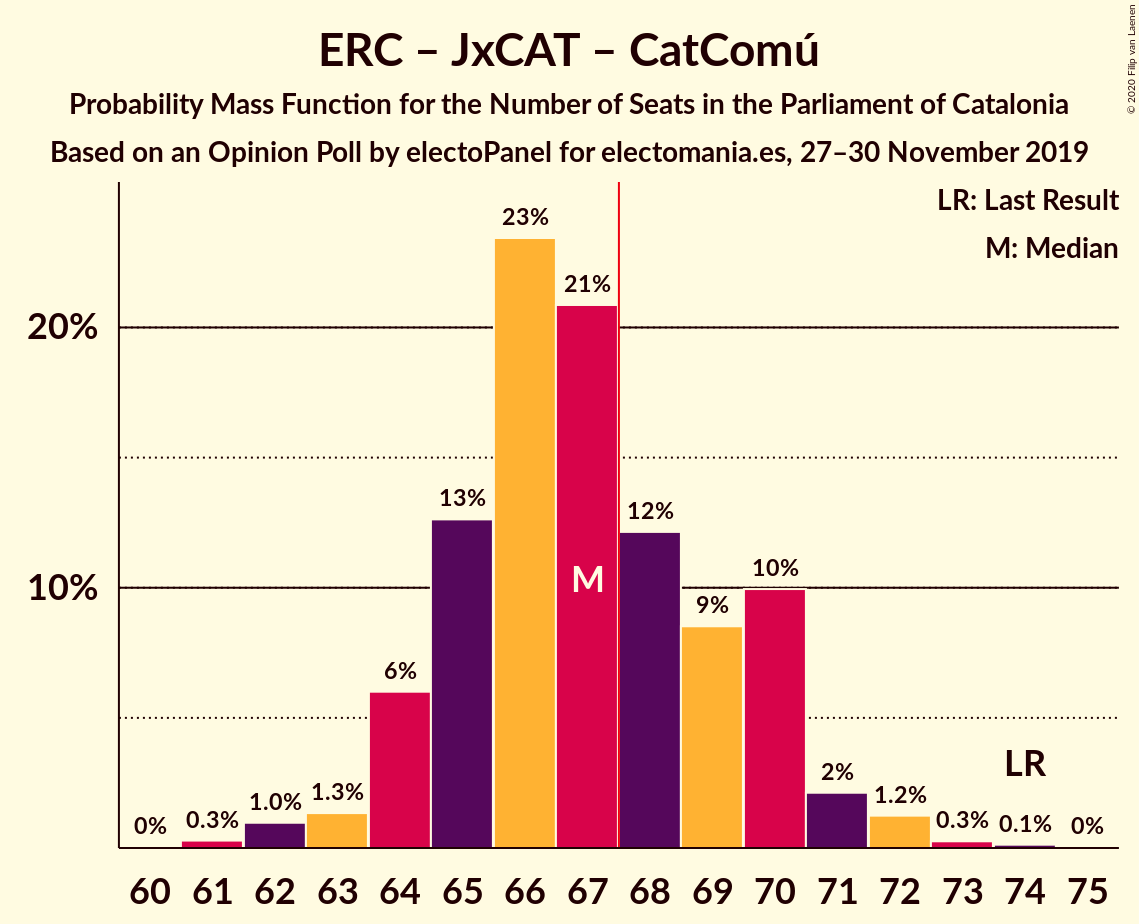 ERC – JxCAT – CatComú
Probability Mass Function for the Number of Seats in the Parliament of Catalonia
Based on an Opinion Poll by electoPanel for electomania.es, 27–30 November 2019
© 2020 Filip van Laenen
LR: Last Result
M: Median
20%
10%
0%
0.3%
1.0%
1.3%
6%
13%
23%
21%
12%
9%
10%
2%
1.2%
0.3%
0.1%
0%
M
LR
60 61 62 63 64 65 66 67 68 69 70 71 72 73 74 75